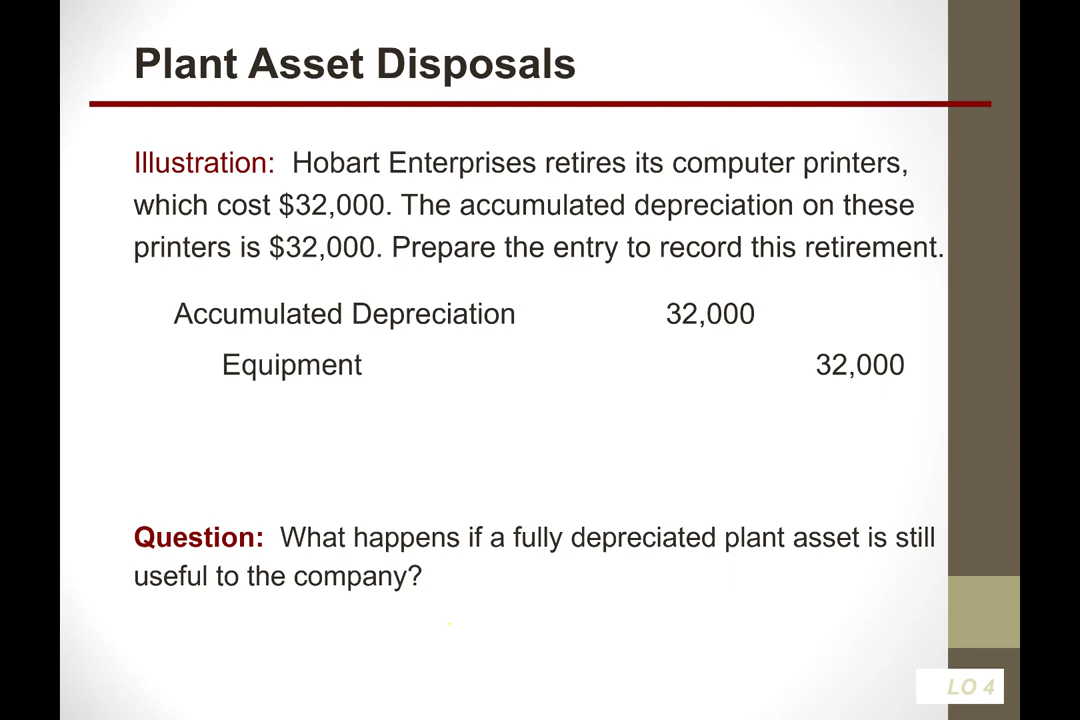 Plant Asset Disposals
Illustration: Hobart Enterprises retires its computer printers,
which cost $32,000. The accumulated depreciation on these
printers is $32,000. Prepare the entry to record this retirement.
Accumulated Depreciation 32,000
Equipment 32,000
Question: What happens if a fully depreciated plant asset is still
useful to the company?
LO 4